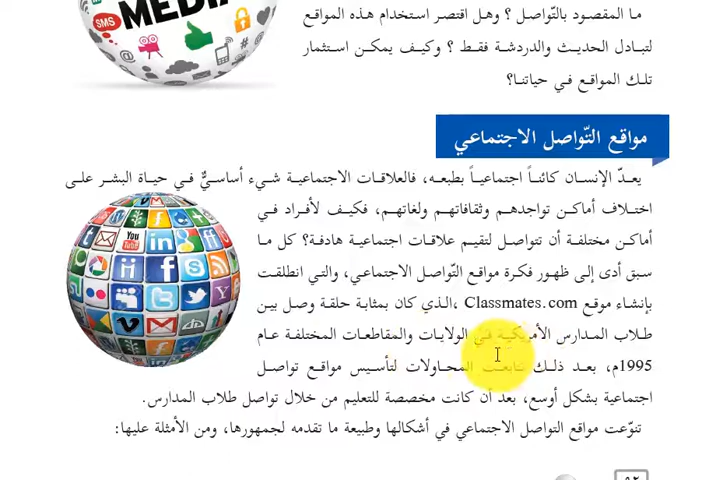 MEDIA
SMS
ما المقصود بالتّواصل ؟ وهل اقتصر استخدام هذه المواقع
لتبادل الحديث والدردشة فقط ؟ وكيف يمكن استثمار
تلك المواقع في حياتنا؟
مواقع التّواصل الاجتماعي
يعدّ الإنسان كائناً اجتماعياً بطبعه، فالعلاقات الاجتماعية شيء أساسيٌّ في حياة البشر على
اختلاف أماكن تواجدهم وثقافاتهم ولغاتهم، فكيف لأفراد في
أماكن مختلفة أن تتواصل لتقيم علاقات اجتماعية هادفة؟ كل ما
سبق أدى إلى ظهور فكرة مواقع التّواصل الاجتماعي، والتي انطلقت
بإنشاء موقع Classmates.com ،الذي كان بمثابة حلقة وصل بين
طلاب المدارس الأمريكية في الولايات والمقاطعات المختلفة عام
1995م، بعد ذلك تتابعت المحاولات لتأسيس مواقع تواصل
اجتماعية بشكل أوسع، بعد أن كانت مخصصة للتعليم من خلال تواصل طلاب المدارس.
تنوّعت مواقع التواصل الاجتماعي في أشكالها وطبيعة ما تقدمه لجمهورها، ومن الأمثلة عليها:
You Tube
٩٢